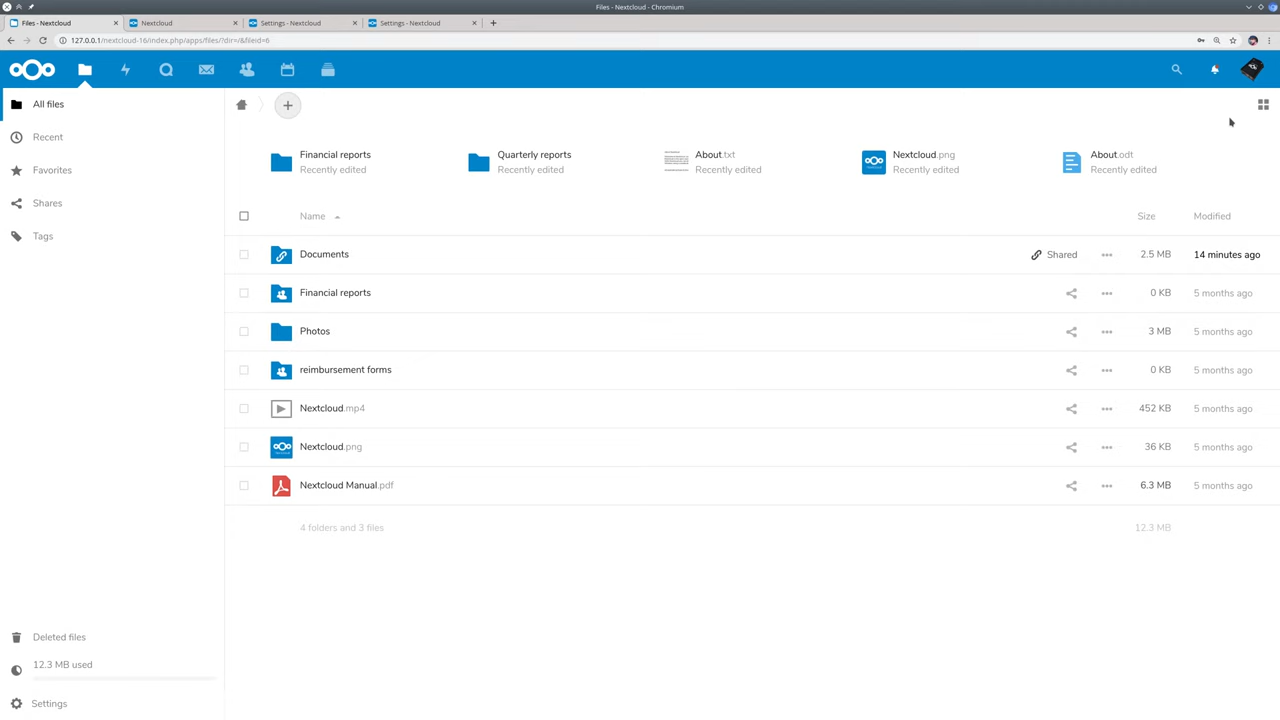 Files - Nextcloud - Chromium
Files - Nextcloud
Nextcloud
Settings - Nextcloud
Settings - Nextcloud
127.0.0.1/nextcloud-16/index.php/apps/files/?dir=/&fileid=6
All files
Recent
Favorites
Shares
Tags
Financial reports
Recently edited
Quarterly reports
Recently edited
About.txt
Recently edited
Nextcloud.png
Recently edited
About.odt
Recently edited
Name Size Modified
Documents Shared 2.5 MB 14 minutes ago
Financial reports 0 KB 5 months ago
Photos 3 MB 5 months ago
reimbursement forms 0 KB 5 months ago
Nextcloud.mp4 452 KB 5 months ago
Nextcloud.png 36 KB 5 months ago
Nextcloud Manual.pdf 6.3 MB 5 months ago
4 folders and 3 files 12.3 MB
Deleted files
12.3 MB used
Settings